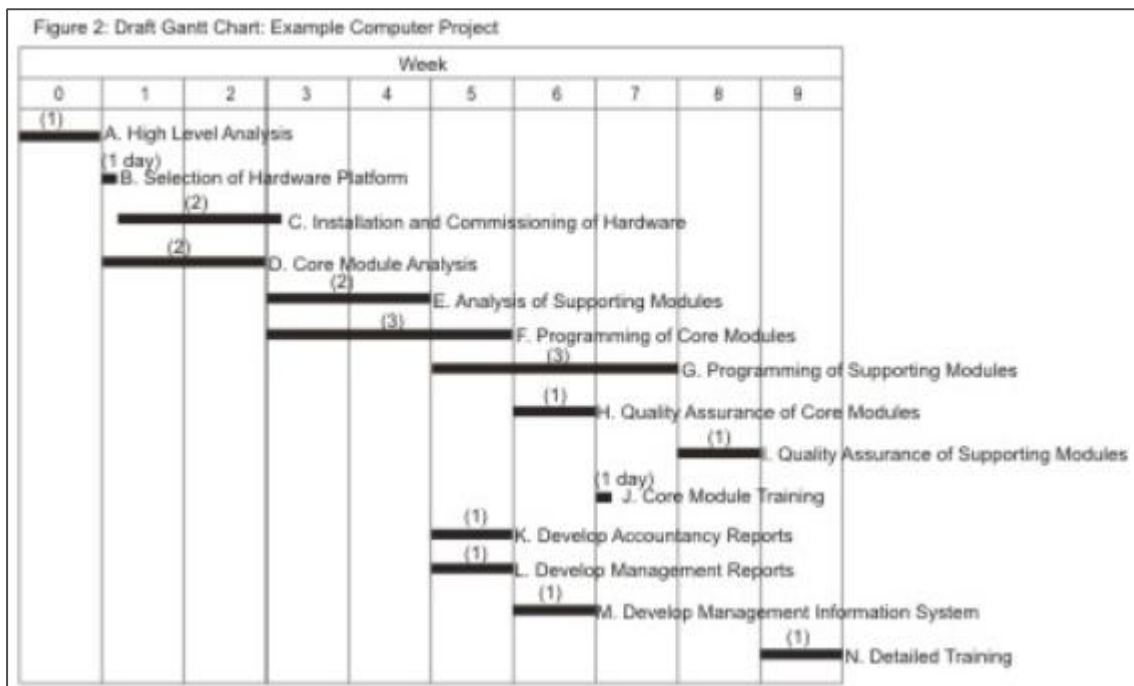 Figure 2: Draft Gantt Chart: Example Computer Project
Week
0 1 2 3 4 5 6 7 8 9
(1)
A. High Level Analysis
(1 day)
B. Selection of Hardware Platform
(2)
C. Installation and Commissioning of Hardware
(2)
D. Core Module Analysis
(2)
E. Analysis of Supporting Modules
(3)
F. Programming of Core Modules
(3)
G. Programming of Supporting Modules
(1)
H. Quality Assurance of Core Modules
(1)
I. Quality Assurance of Supporting Modules
(1 day)
J. Core Module Training
(1)
K. Develop Accountancy Reports
(1)
L. Develop Management Reports
(1)
M. Develop Management Information System
(1)
N. Detailed Training